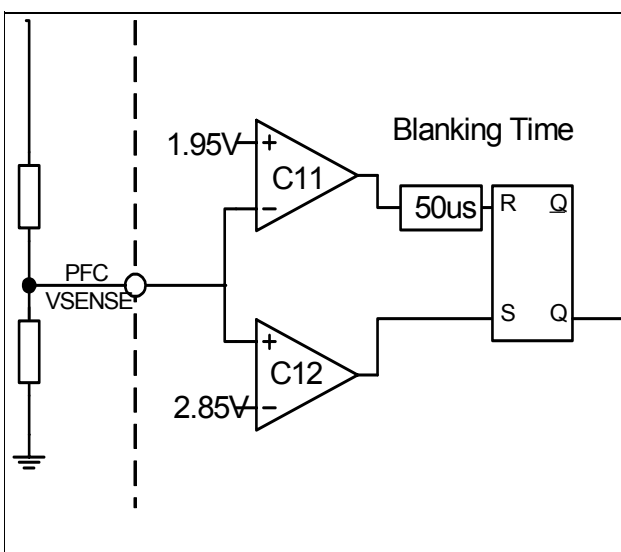 Blanking Time
1.95V
+
C11
−
50us
R
Q
PFC
VSENSE
S
Q
+
C12
2.85V
−